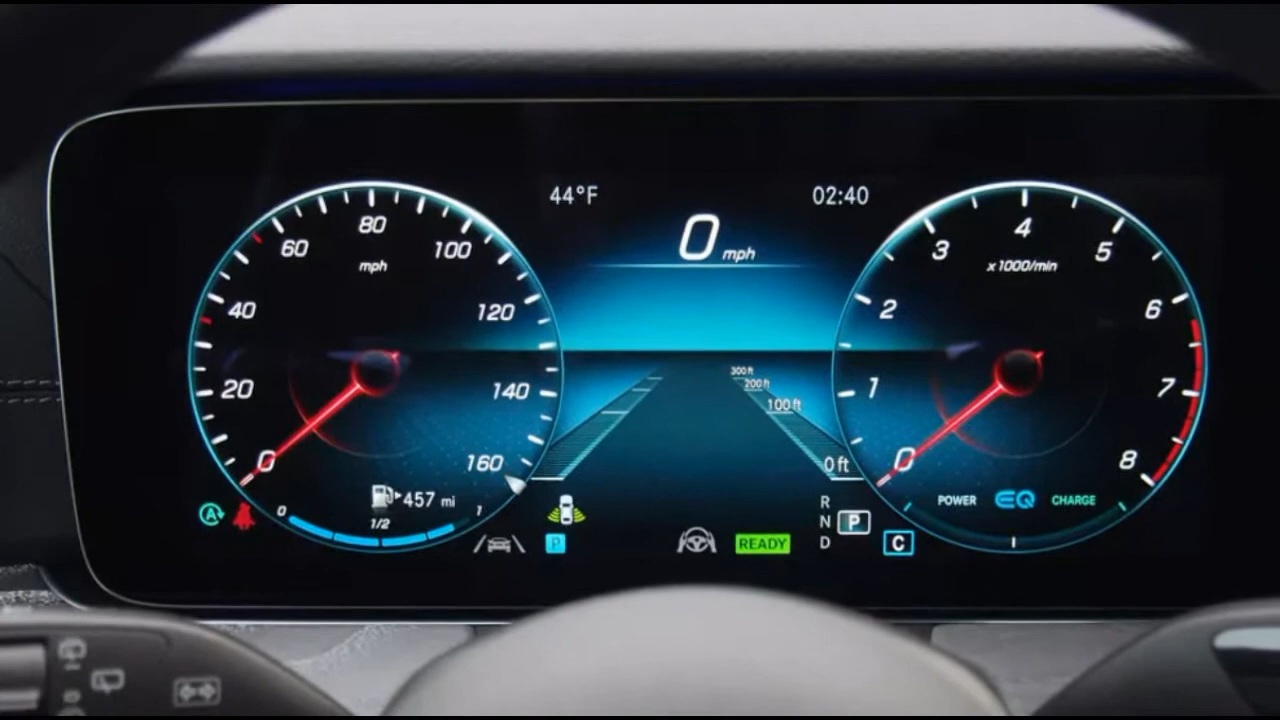 44°F
02:40
0 mph
0
20
40
60
80
100
120
140
160
mph
457 mi
0
1/2
1
300 ft
200 ft
100 ft
0 ft
P
READY
R
N
D
P
C
0
1
2
3
4
5
6
7
8
x1000/min
POWER
EQ
CHARGE
A